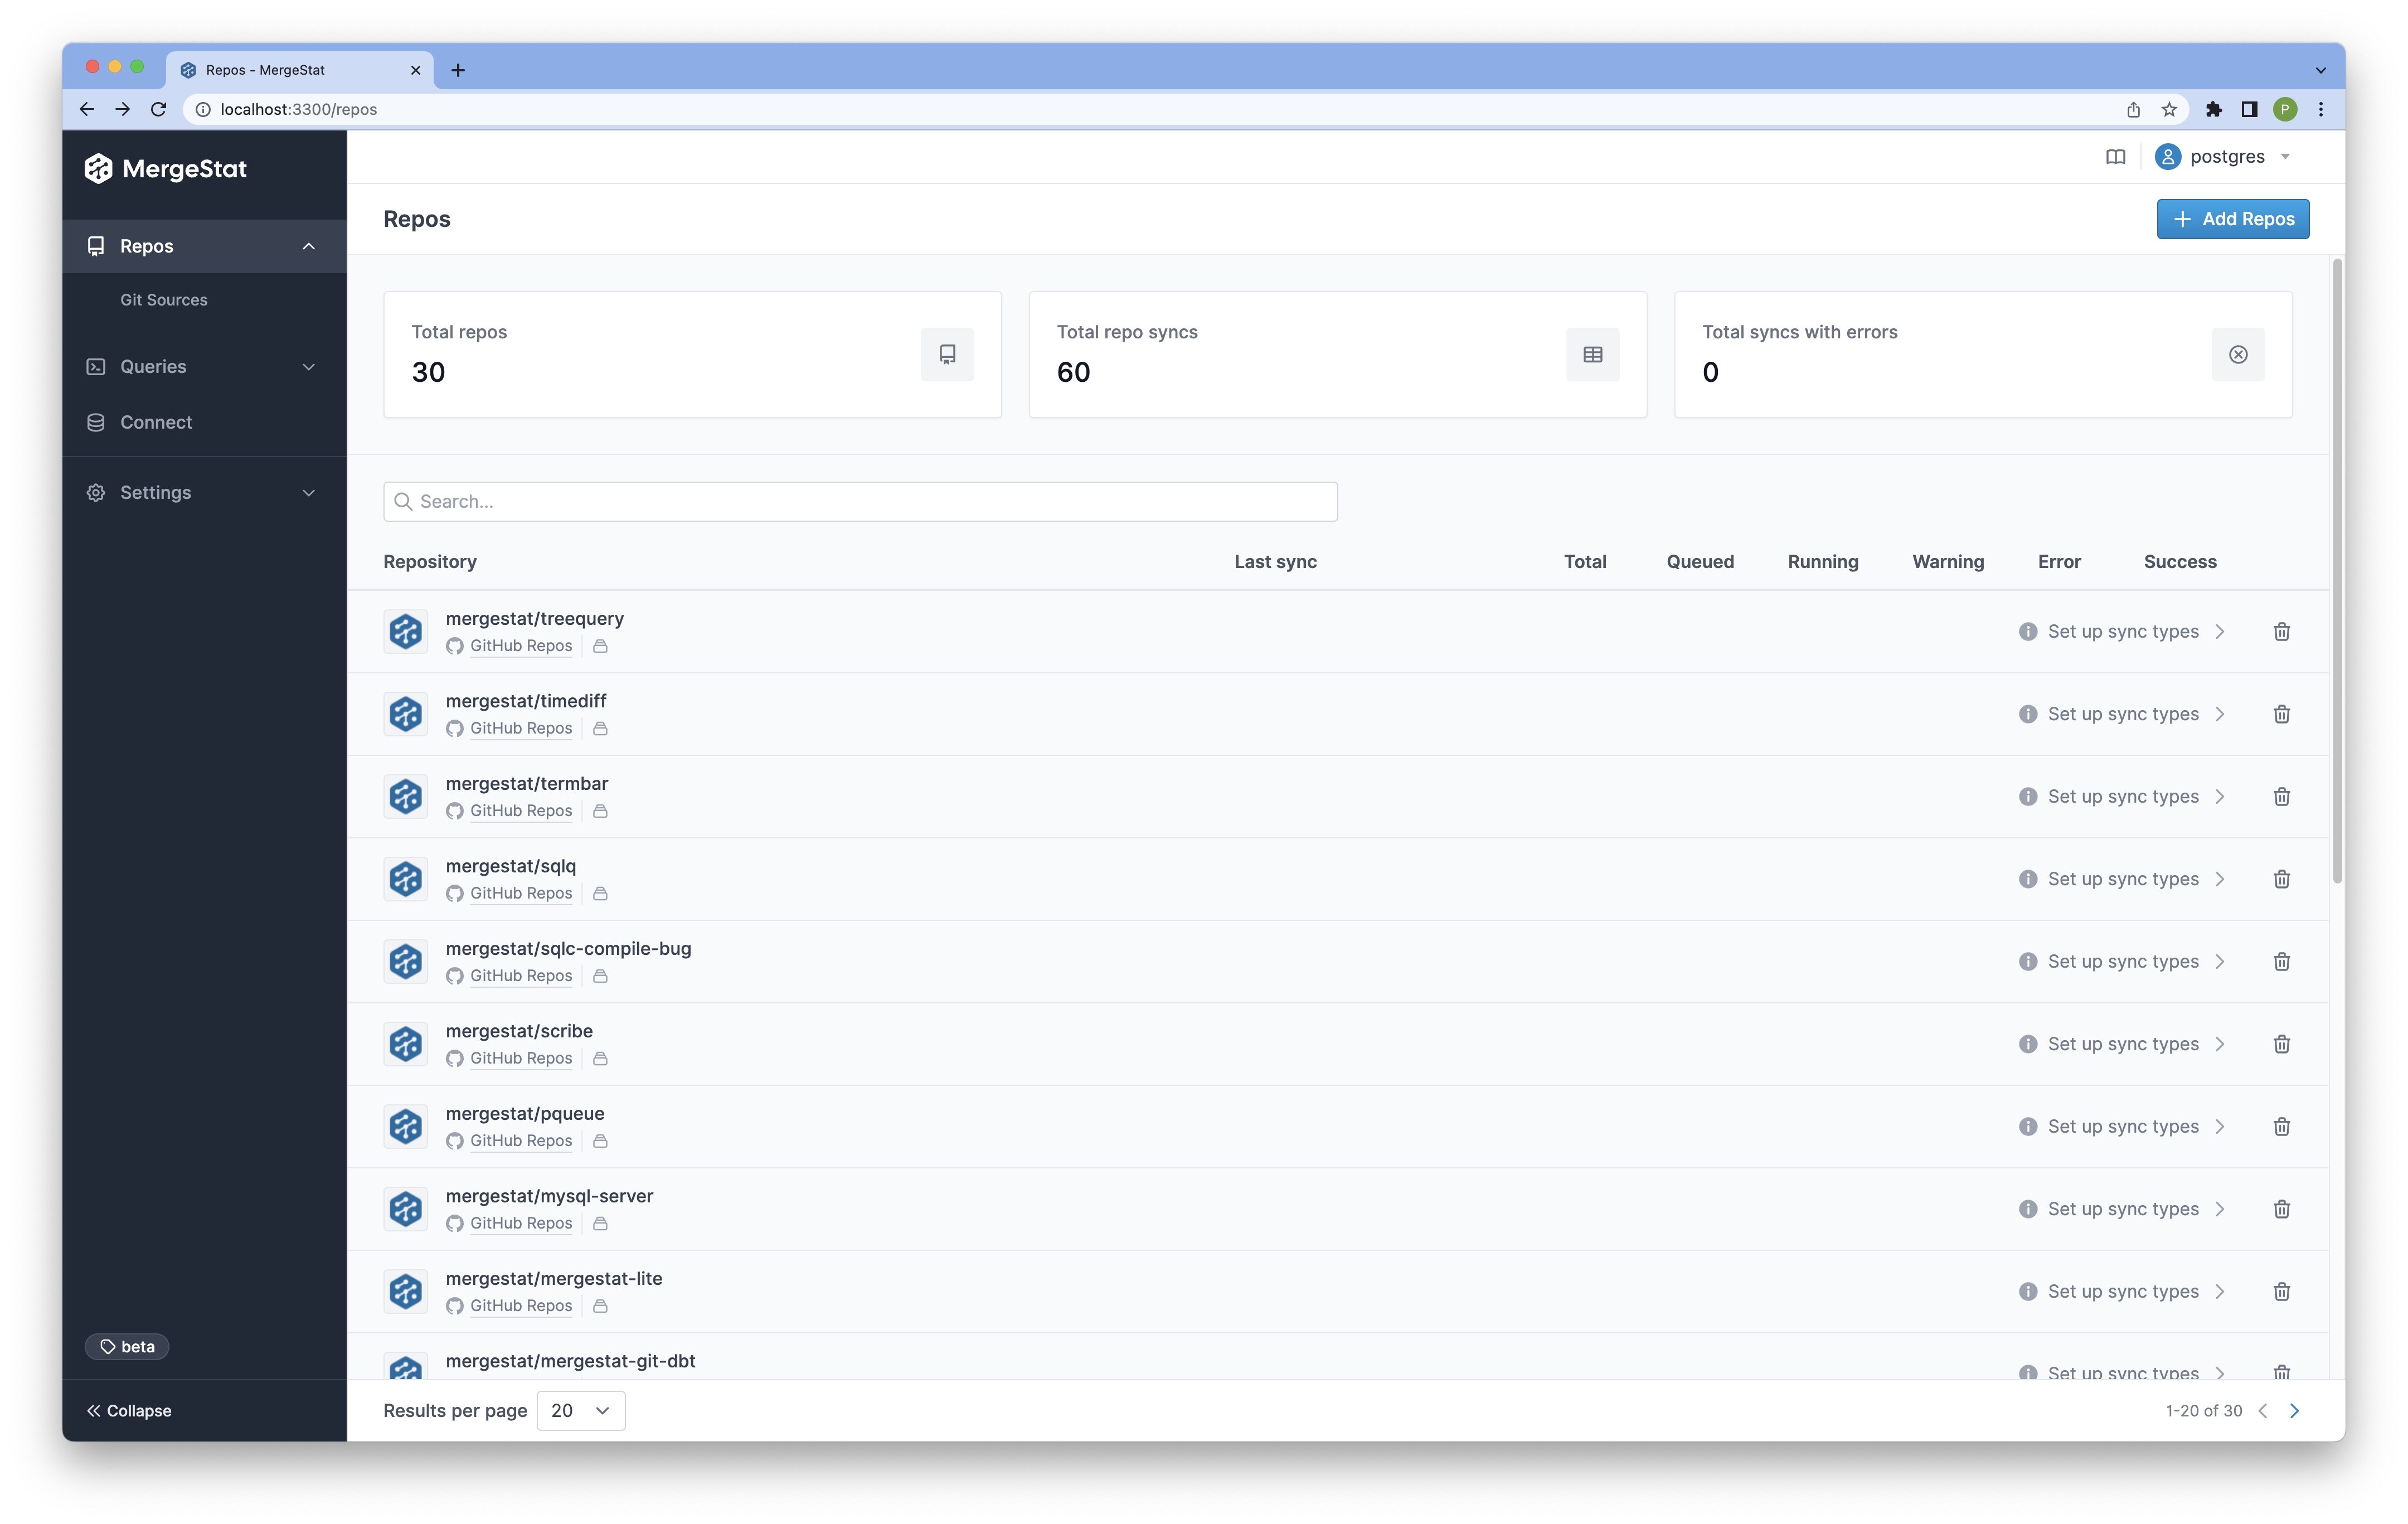 Repos - MergeStat
localhost:3300/repos
P
MergeStat
postgres
Repos
Git Sources
Queries
Connect
Settings
beta
Collapse
Repos
Add Repos
Total repos
30
Total repo syncs
60
Total syncs with errors
0
Search...
Repository Last sync Total Queued Running Warning Error Success
mergestat/treequery
GitHub Repos
Set up sync types
mergestat/timediff
GitHub Repos
Set up sync types
mergestat/termbar
GitHub Repos
Set up sync types
mergestat/sqlq
GitHub Repos
Set up sync types
mergestat/sqlc-compile-bug
GitHub Repos
Set up sync types
mergestat/scribe
GitHub Repos
Set up sync types
mergestat/pqueue
GitHub Repos
Set up sync types
mergestat/mysql-server
GitHub Repos
Set up sync types
mergestat/mergestat-lite
GitHub Repos
Set up sync types
mergestat/mergestat-git-dbt
Set up sync types
Results per page 20
1-20 of 30